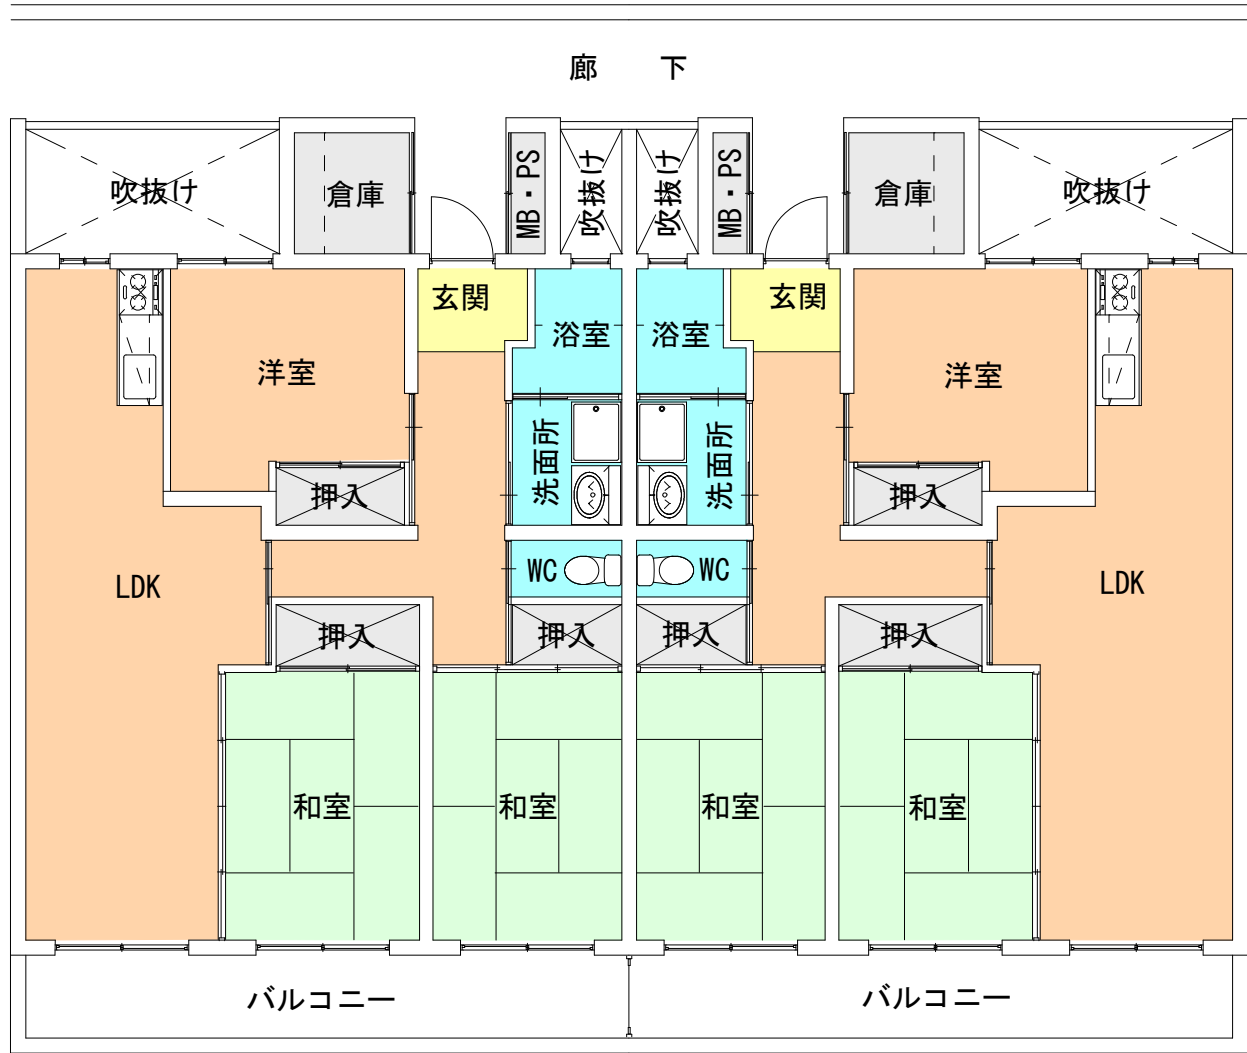 廊 下
吹抜け
倉庫
MB・PS
吹抜け
吹抜け
MB・PS
倉庫
吹抜け
玄関
浴室
浴室
玄関
洋室
洋室
洗面所
洗面所
押入
押入
LDK
WC
WC
LDK
押入
押入
押入
押入
和室
和室
和室
和室
バルコニー
バルコニー